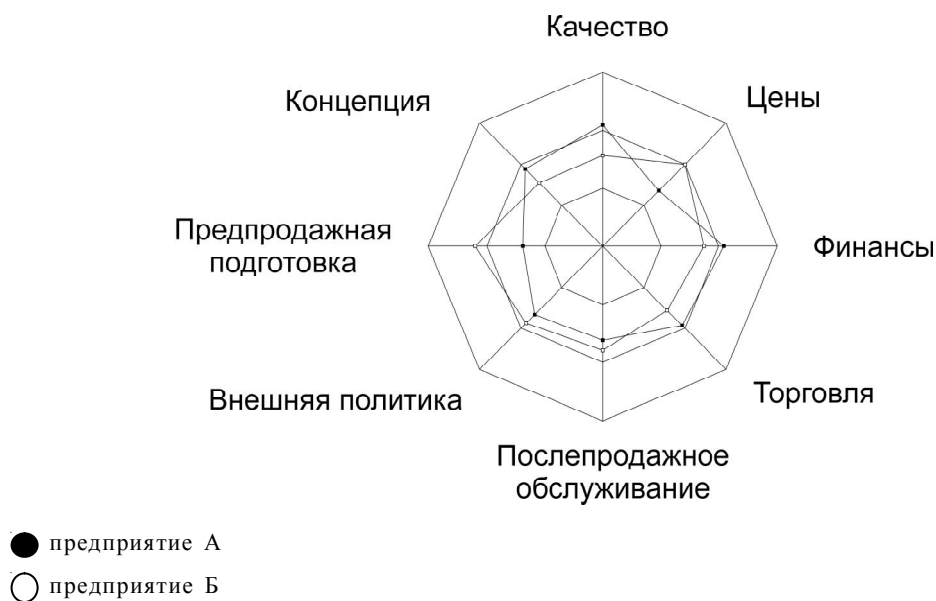 Качество
Цены
Концепция
Предпродажная
подготовка
Финансы
Внешняя политика
Торговля
Послепродажное
обслуживание
предприятие А
предприятие Б